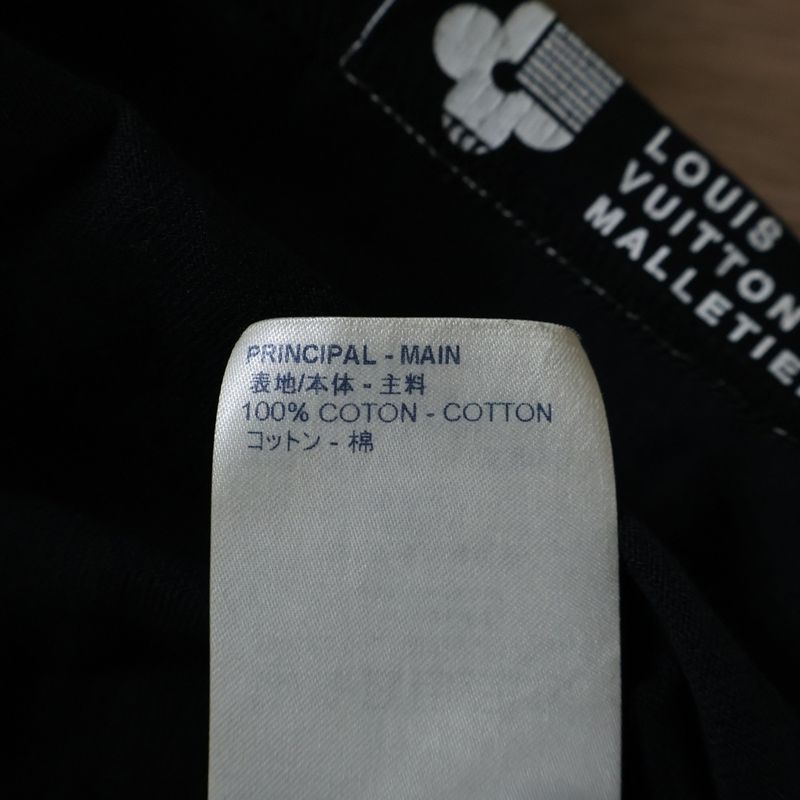 LOUIS
VUITTON
MALLETIE
PRINCIPAL - MAIN
表地/本体 - 主料
100% COTON - COTTON
コットン - 棉